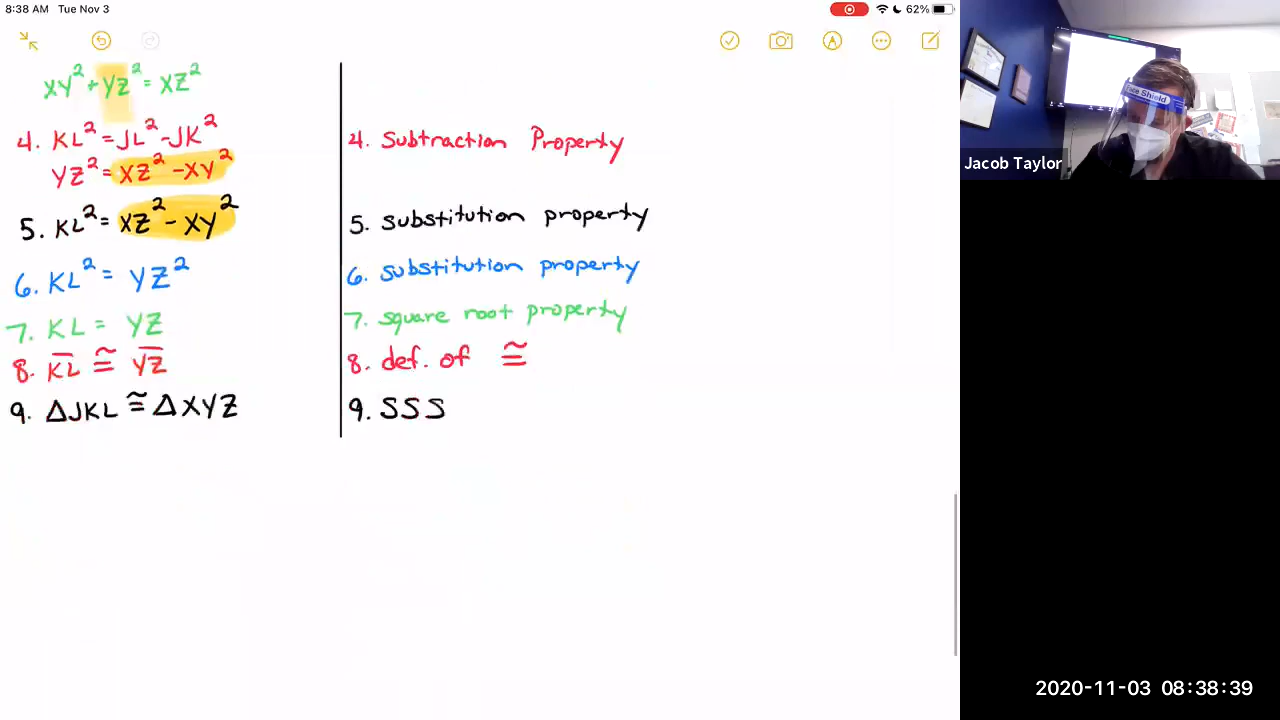 8:38 AM Tue Nov 3
62%
XY² + YZ² = XZ²
4. KL² = JL² - JK²
YZ² = XZ² - XY²
4. Subtraction Property
5. KL² = XZ² - XY²
5. substitution property
6. KL² = YZ²
6. substitution property
7. KL = YZ
7. square root property
8. K̅L̅ ≅ Y̅Z̅
8. def. of ≅
9. ΔJKL ≅ ΔXYZ
9. SSS
Face Shield
Jacob Taylor
2020-11-03 08:38:39